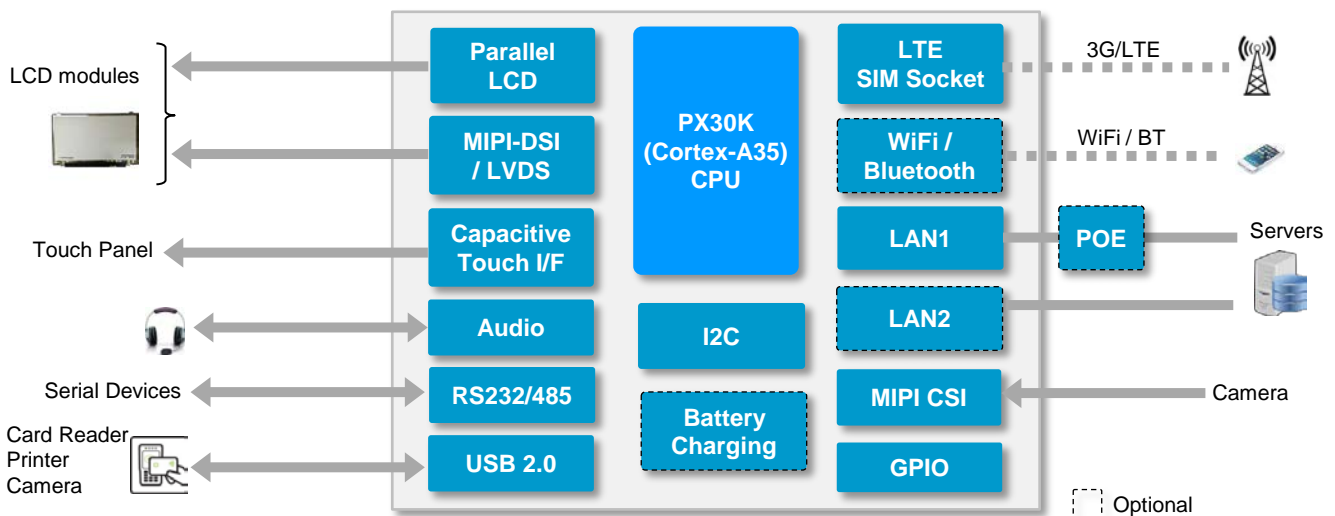 LCD modules
Touch Panel
Serial Devices
Card Reader
Printer
Camera
Parallel
LCD
MIPI-DSI
/ LVDS
Capacitive
Touch I/F
Audio
RS232/485
USB 2.0
PX30K
(Cortex-A35)
CPU
I2C
Battery
Charging
LTE
SIM Socket
WiFi /
Bluetooth
LAN1
LAN2
MIPI CSI
GPIO
3G/LTE
WiFi / BT
POE
Servers
Camera
Optional